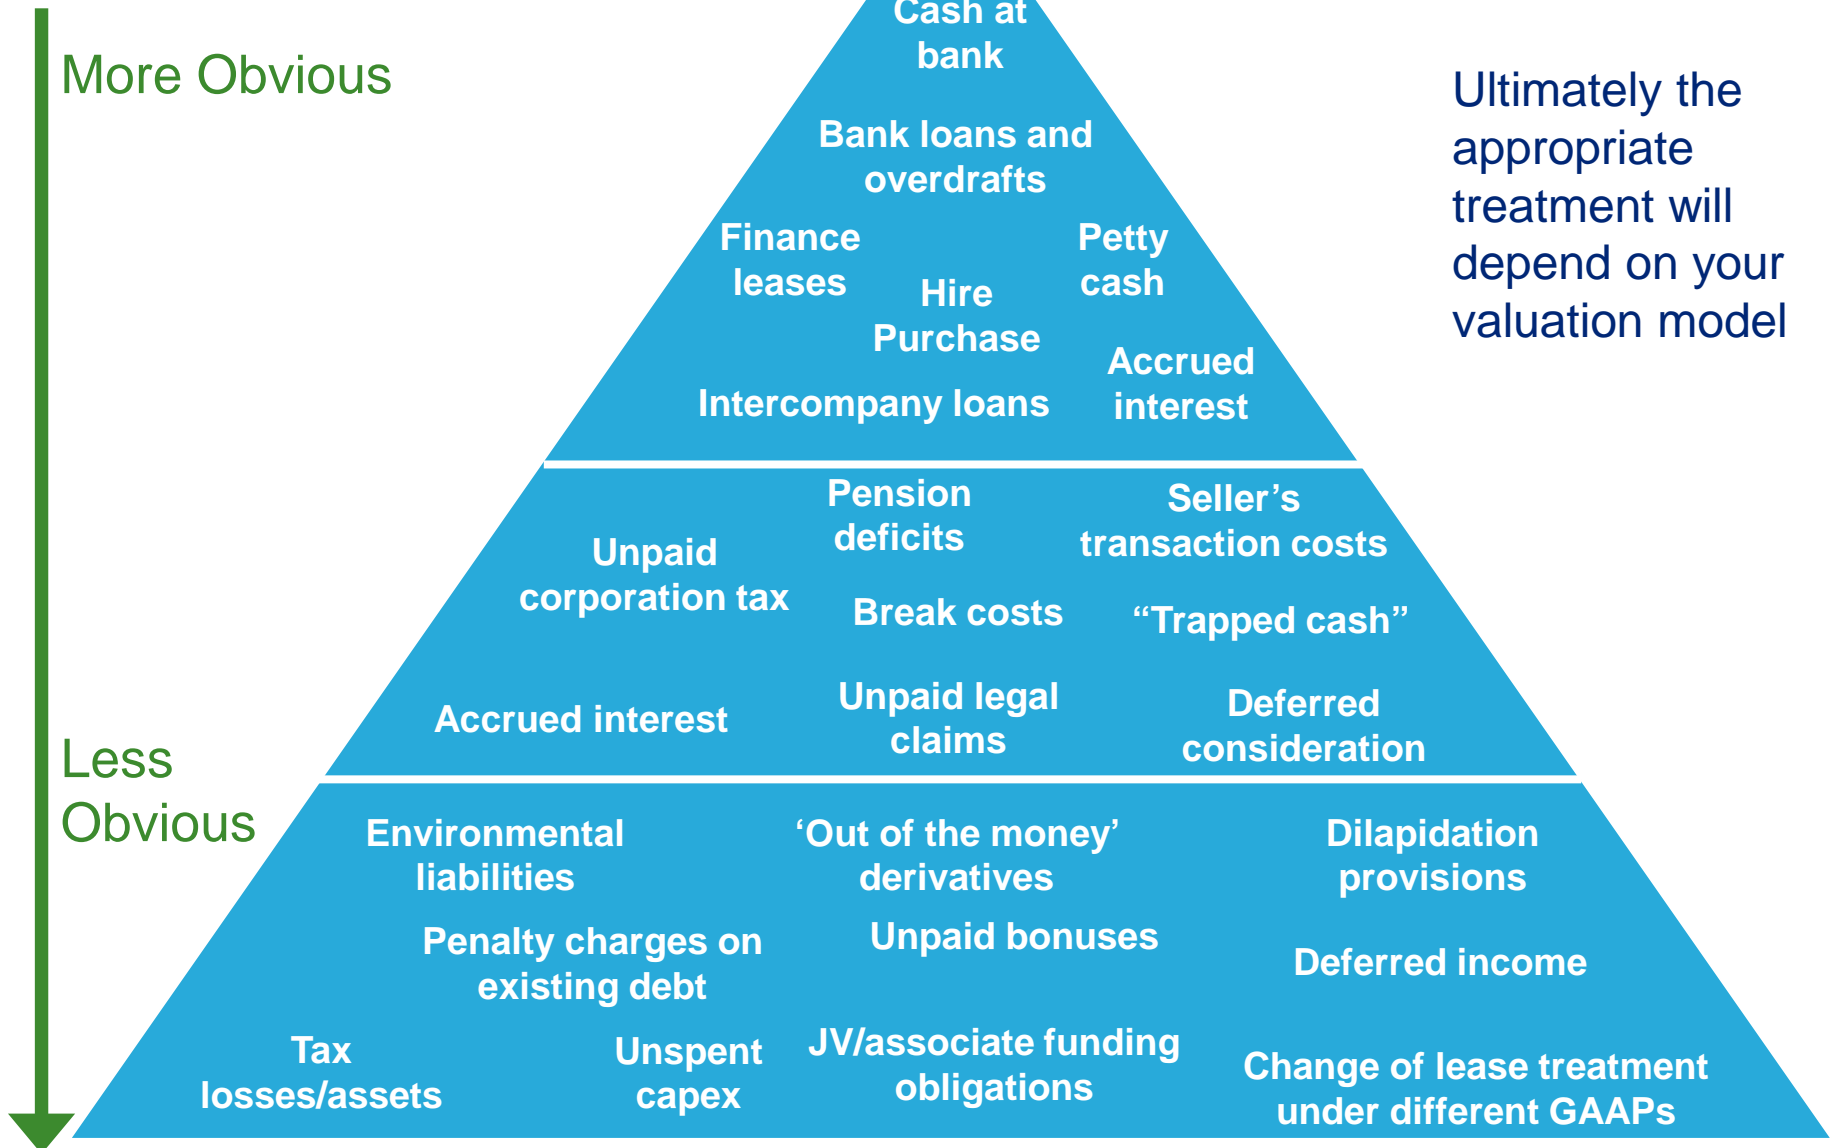 More Obvious
Less
Obvious
Cash at
bank
Bank loans and
overdrafts
Finance
leases
Petty
cash
Hire
Purchase
Intercompany loans
Accrued
interest
Pension
deficits
Seller’s
transaction costs
Unpaid
corporation tax
Break costs
“Trapped cash”
Accrued interest
Unpaid legal
claims
Deferred
consideration
Environmental
liabilities
‘Out of the money’
derivatives
Dilapidation
provisions
Penalty charges on
existing debt
Unpaid bonuses
Deferred income
Tax
losses/assets
Unspent
capex
JV/associate funding
obligations
Change of lease treatment
under different GAAPs
Ultimately the
appropriate
treatment will
depend on your
valuation model